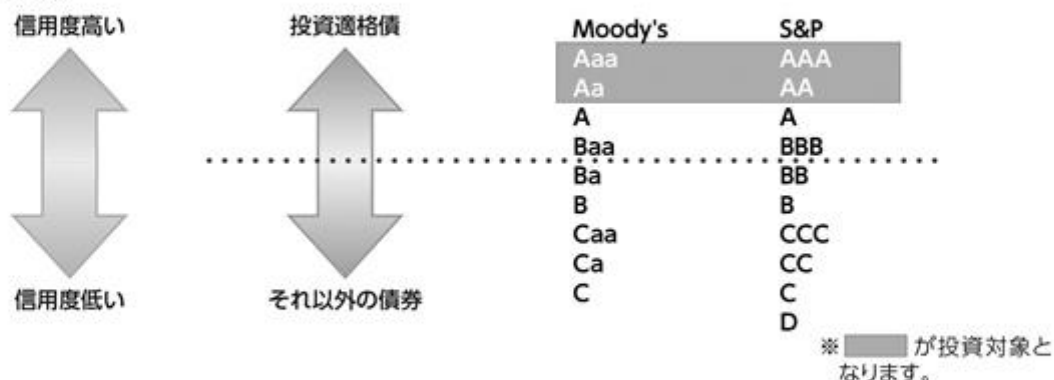 信用度高い 投資適格債 Moody's S&P
Aaa AAA
Aa AA
A A
Baa BBB
Ba BB
B B
Caa CCC
Ca CC
信用度低い それ以外の債券 C C
D
※ が投資対象と
なります。